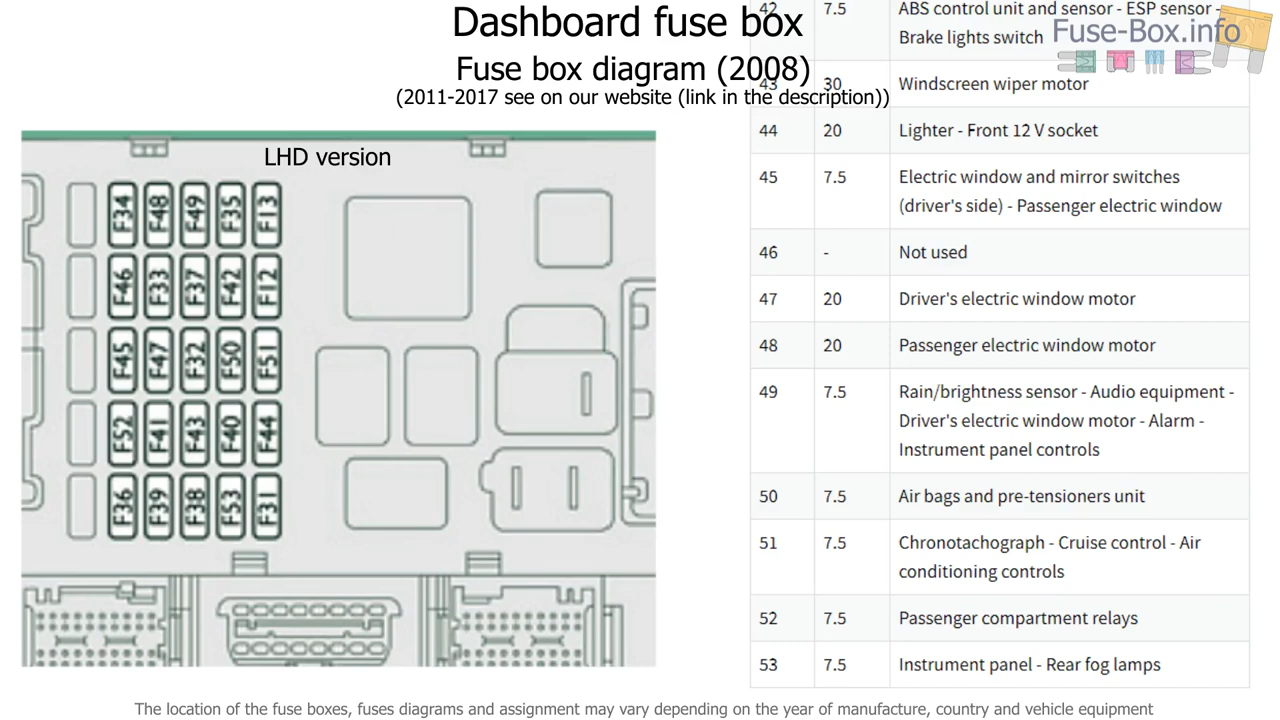 Dashboard fuse box
Fuse box diagram (2008)
(2011-2017 see on our website (link in the description))
Fuse-Box.info
LHD version
F34 F48 F49 F35 F13
F46 F33 F37 F42 F12
F45 F47 F32 F50 F51
F52 F41 F43 F40 F44
F36 F39 F38 F53 F31
42 7.5 ABS control unit and sensor - ESP sensor -
Brake lights switch
43 30 Windscreen wiper motor
44 20 Lighter - Front 12 V socket
45 7.5 Electric window and mirror switches
(driver's side) - Passenger electric window
46 - Not used
47 20 Driver's electric window motor
48 20 Passenger electric window motor
49 7.5 Rain/brightness sensor - Audio equipment -
Driver's electric window motor - Alarm -
Instrument panel controls
50 7.5 Air bags and pre-tensioners unit
51 7.5 Chronotachograph - Cruise control - Air
conditioning controls
52 7.5 Passenger compartment relays
53 7.5 Instrument panel - Rear fog lamps
The location of the fuse boxes, fuses diagrams and assignment may vary depending on the year of manufacture, country and vehicle equipment